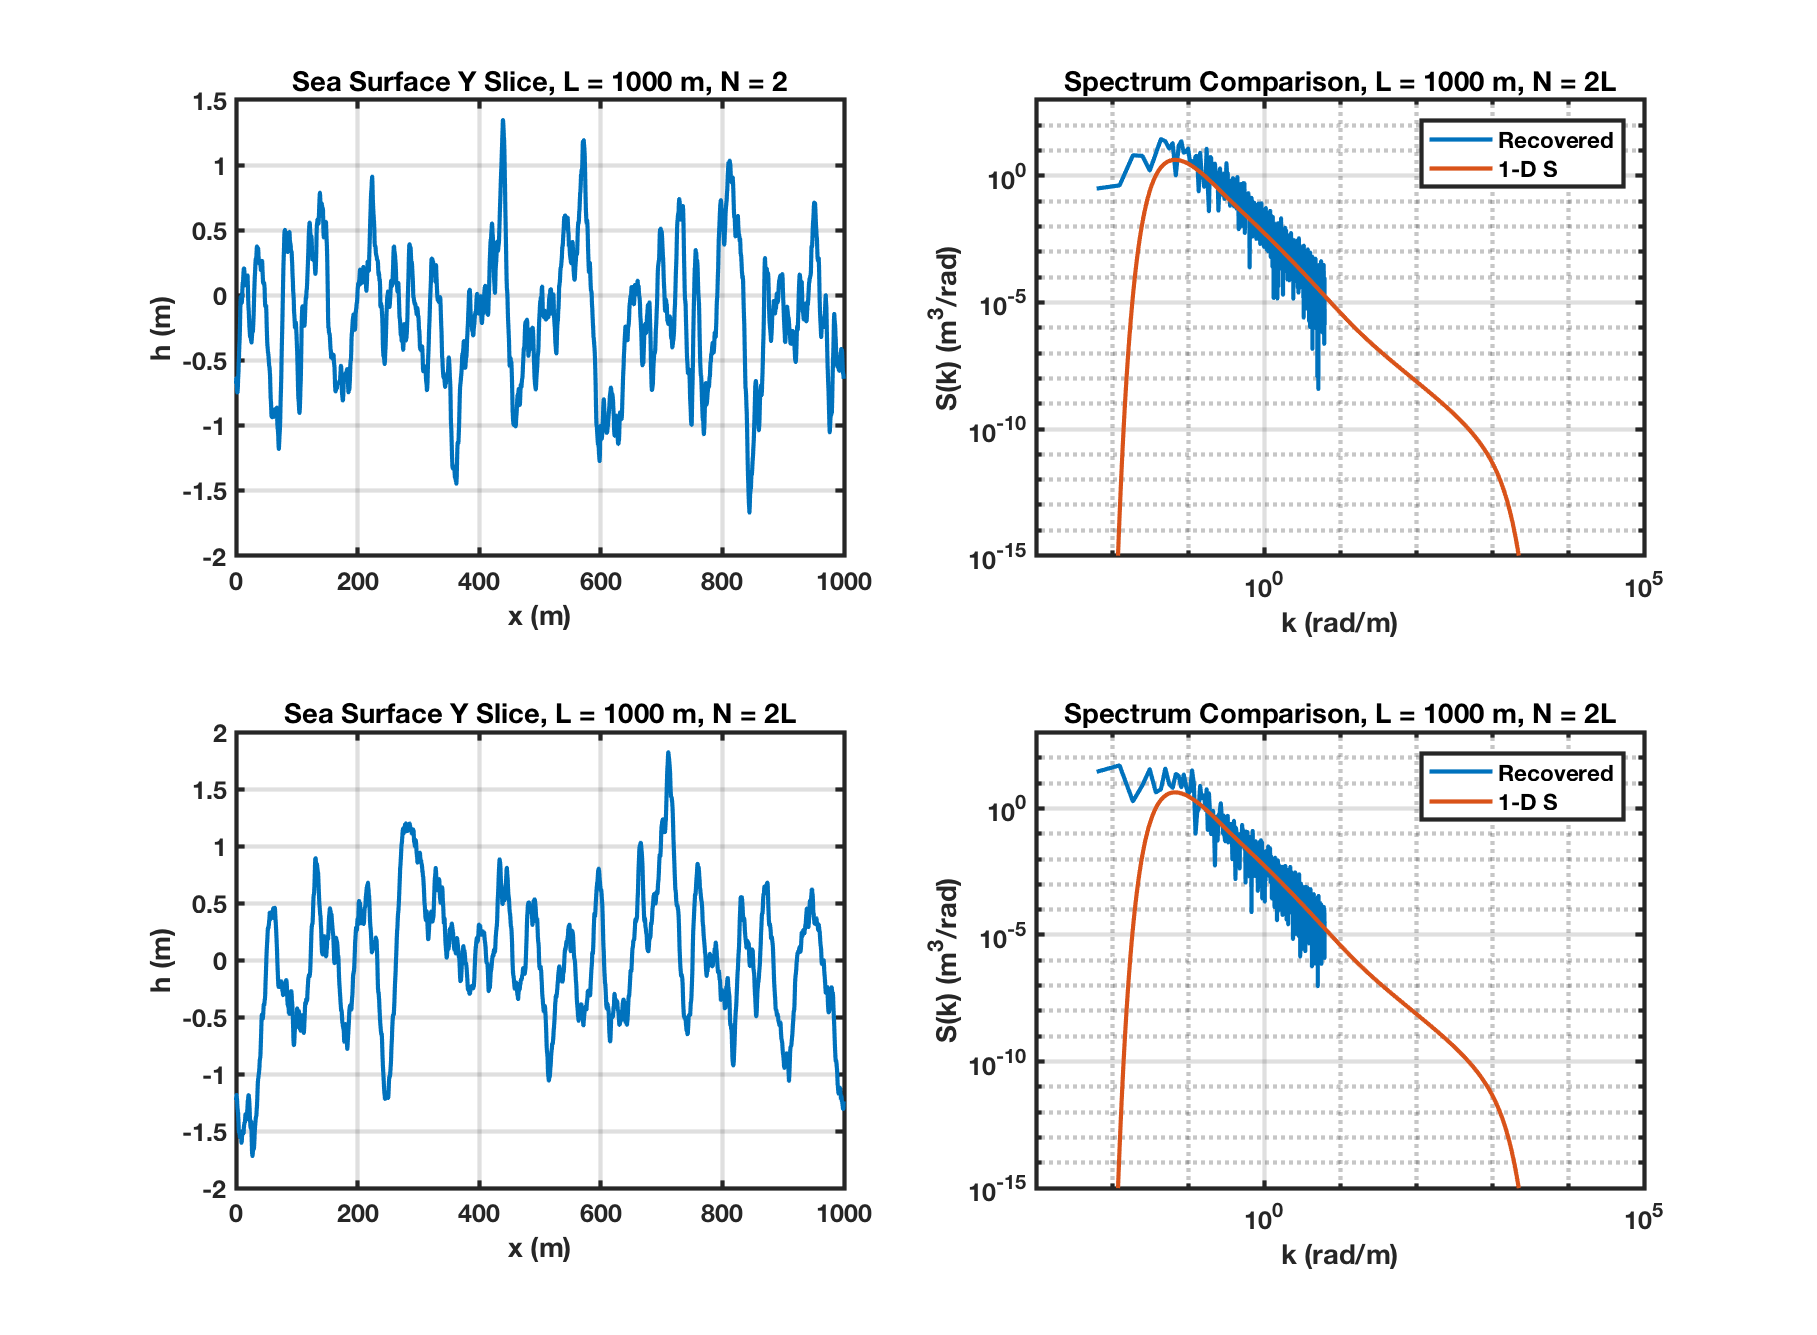 Sea Surface Y Slice, L = 1000 m, N = 2
1.5
1
0.5
0
-0.5
-1
-1.5
-2
0 200 400 600 800 1000
x (m)
h (m)
Spectrum Comparison, L = 1000 m, N = 2L
Recovered
1-D S
10^0
10^-5
10^-10
10^-15
10^0 10^5
k (rad/m)
S(k) (m^3/rad)
Sea Surface Y Slice, L = 1000 m, N = 2L
2
1.5
1
0.5
0
-0.5
-1
-1.5
-2
0 200 400 600 800 1000
x (m)
h (m)
Spectrum Comparison, L = 1000 m, N = 2L
Recovered
1-D S
10^0
10^-5
10^-10
10^-15
10^0 10^5
k (rad/m)
S(k) (m^3/rad)